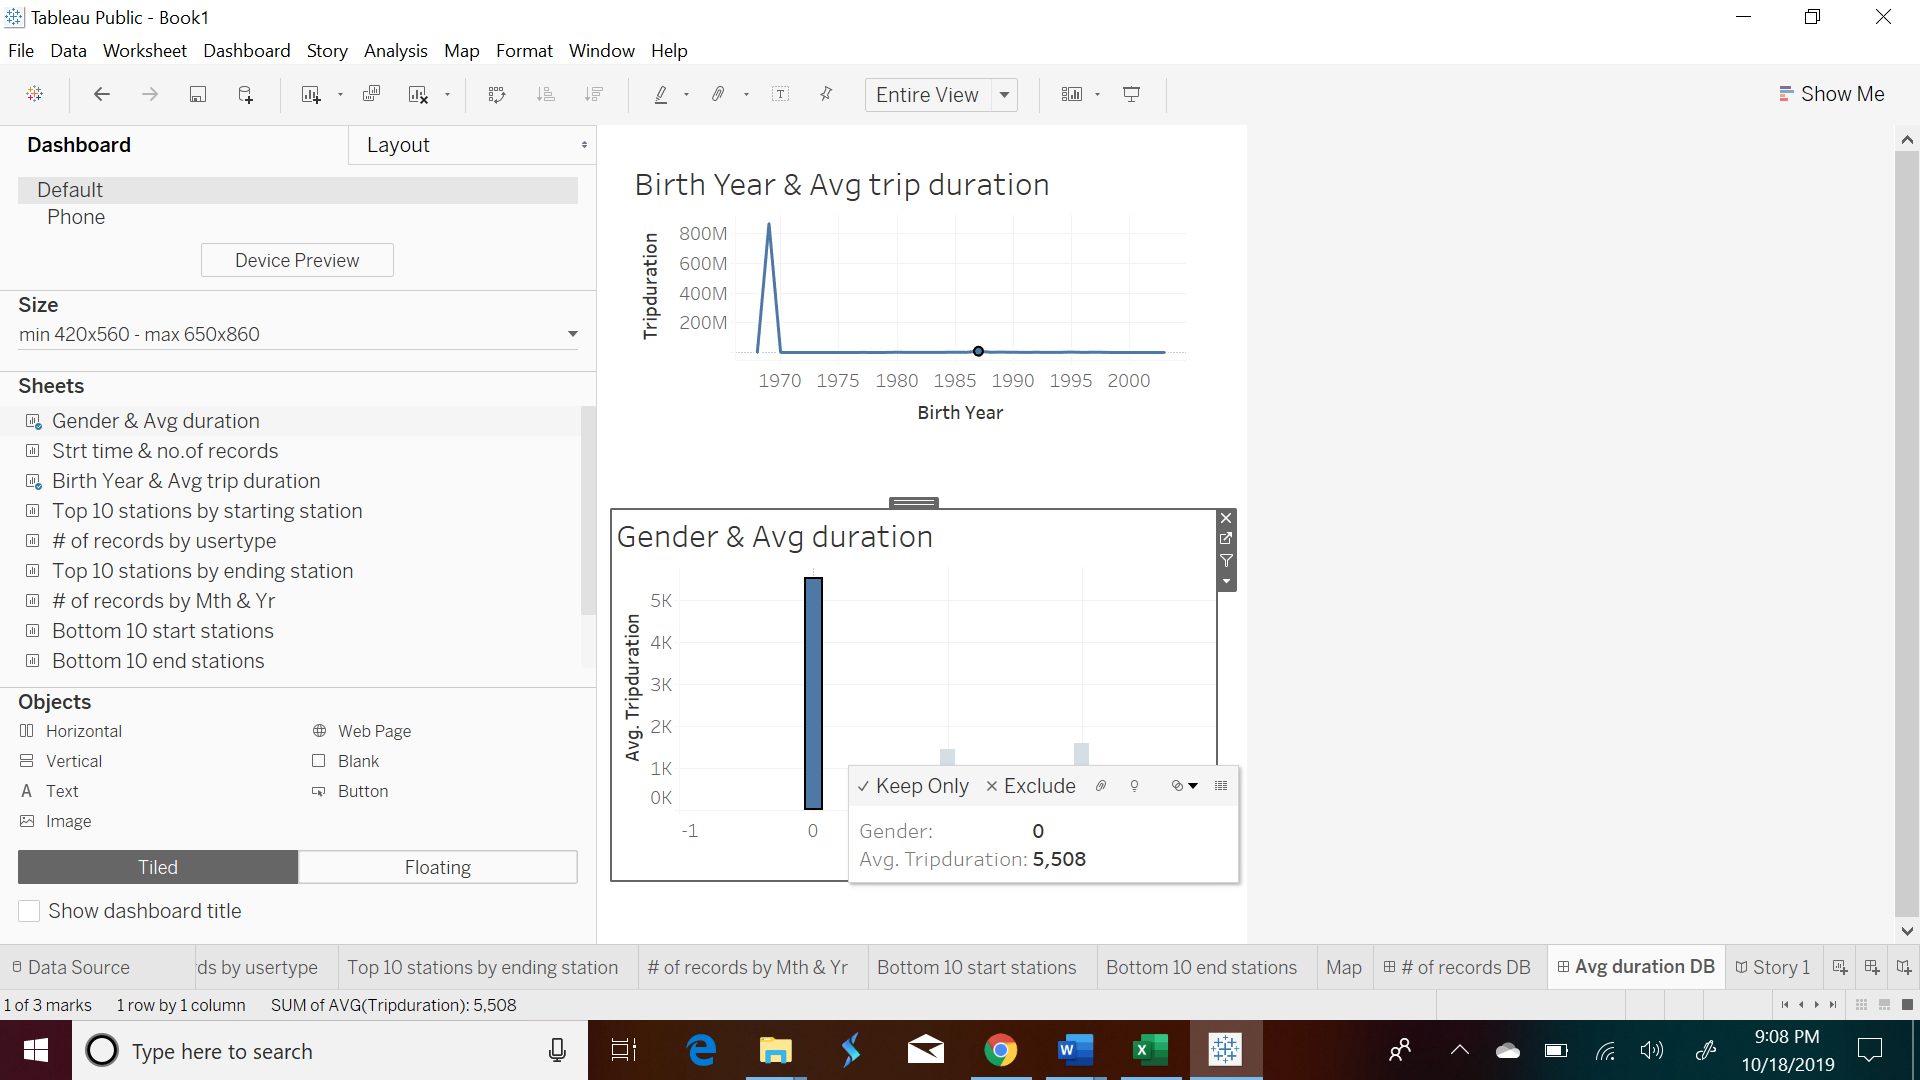 Tableau Public - Book1
File Data Worksheet Dashboard Story Analysis Map Format Window Help
Entire View
Show Me
Dashboard
Layout
Default
Phone
Device Preview
Size
min 420x560 - max 650x860
Sheets
Gender & Avg duration
Strt time & no.of records
Birth Year & Avg trip duration
Top 10 stations by starting station
# of records by usertype
Top 10 stations by ending station
# of records by Mth & Yr
Bottom 10 start stations
Bottom 10 end stations
Objects
Horizontal
Web Page
Vertical
Blank
A Text
Button
Image
Tiled
Floating
Show dashboard title
Birth Year & Avg trip duration
Tripduration
800M
600M
400M
200M
1970 1975 1980 1985 1990 1995 2000
Birth Year
Gender & Avg duration
Avg. Tripduration
5K
4K
3K
2K
1K
0K
-1 0
Keep Only Exclude
Gender: 0
Avg. Tripduration: 5,508
Data Source
ds by usertype
Top 10 stations by ending station
# of records by Mth & Yr
Bottom 10 start stations
Bottom 10 end stations
Map
# of records DB
Avg duration DB
Story 1
1 of 3 marks 1 row by 1 column SUM of AVG(Tripduration): 5,508
Type here to search
9:08 PM
10/18/2019